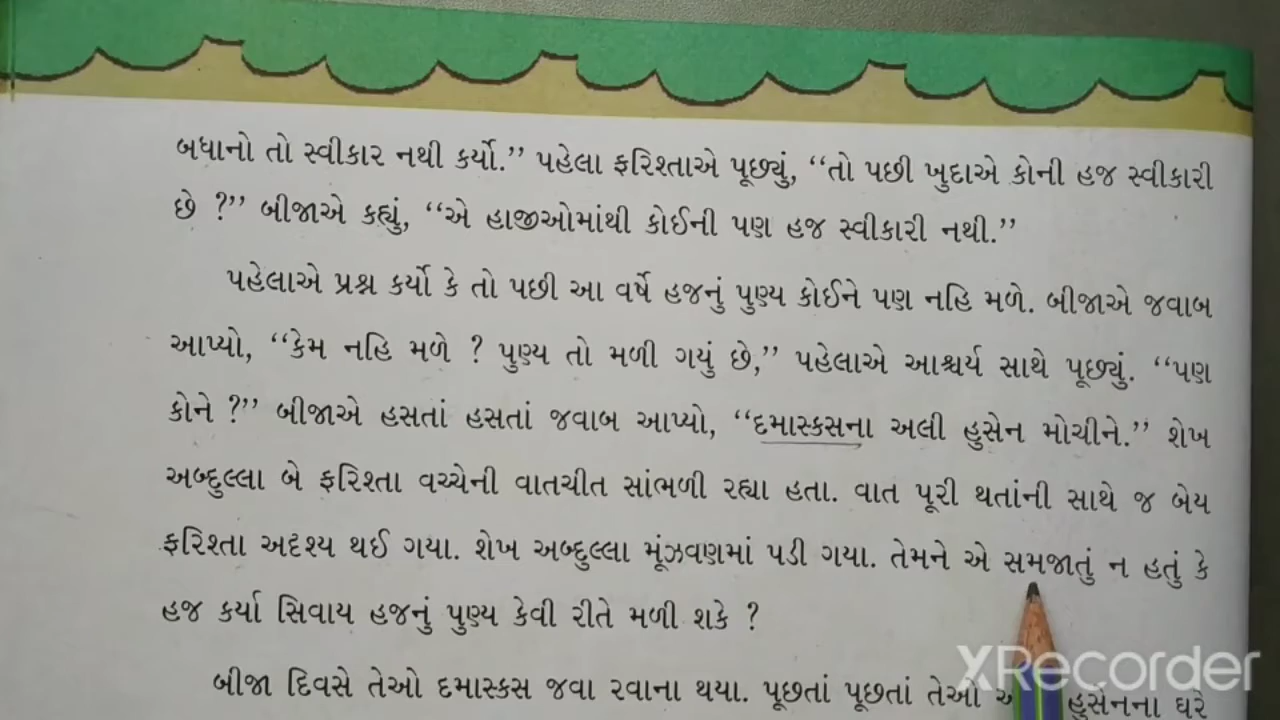 બધાનો તો સ્વીકાર નથી કર્યો.” પહેલા ફરિશ્તાએ પૂછ્યું, “તો પછી ખુદાએ કોની હજ સ્વીકારી
છે ?” બીજાએ કહ્યું, “એ હાજીઓમાંથી કોઈની પણ હજ સ્વીકારી નથી.”
પહેલાએ પ્રશ્ન કર્યો કે તો પછી આ વર્ષે હજનું પુણ્ય કોઈને પણ નહિ મળે. બીજાએ જવાબ
આપ્યો, “કેમ નહિ મળે ? પુણ્ય તો મળી ગયું છે,” પહેલાએ આશ્ચર્ય સાથે પૂછ્યું. “પણ
કોને ?” બીજાએ હસતાં હસતાં જવાબ આપ્યો, “દમાસ્કસના અલી હુસેન મોચીને.” શેખ
અબ્દુલ્લા બે ફરિશ્તા વચ્ચેની વાતચીત સાંભળી રહ્યા હતા. વાત પૂરી થતાંની સાથે જ બેય
ફરિશ્તા અદૃશ્ય થઈ ગયા. શેખ અબ્દુલ્લા મૂંઝવણમાં પડી ગયા. તેમને એ સમજાતું ન હતું કે
હજ કર્યા સિવાય હજનું પુણ્ય કેવી રીતે મળી શકે ?
બીજા દિવસે તેઓ દમાસ્કસ જવા રવાના થયા. પૂછતાં પૂછતાં તેઓ હુસેનના ઘરે
XRecorder